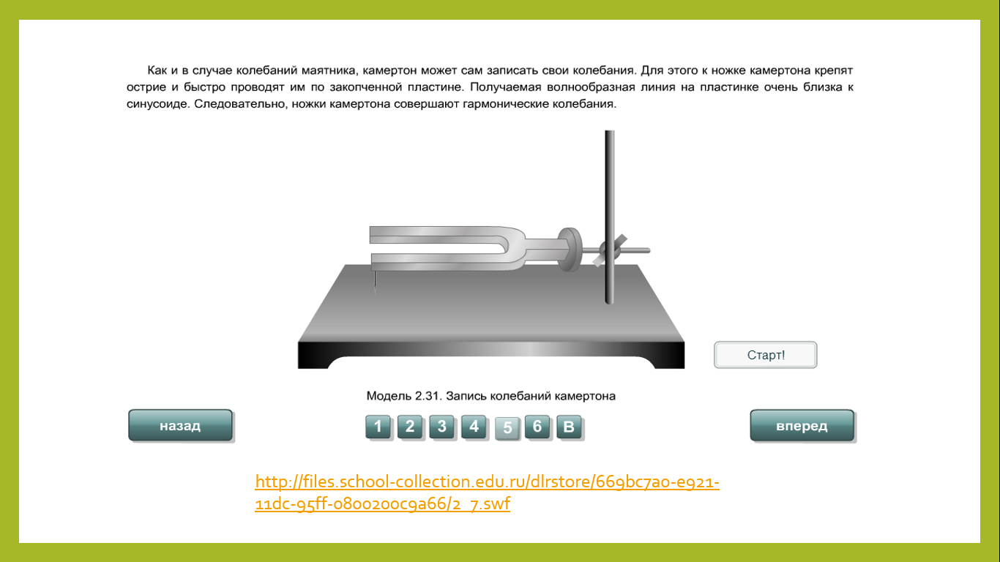 Как и в случае колебаний маятника, камертон может сам записать свои колебания. Для этого к ножке камертона крепят
острие и быстро проводят им по закопченной пластине. Получаемая волнообразная линия на пластинке очень близка к
синусоиде. Следовательно, ножки камертона совершают гармонические колебания.
Старт!
Модель 2.31. Запись колебаний камертона
назад 1 2 3 4 5 6 В вперед
http://files.school-collection.edu.ru/dlrstore/669bc7a0-e921-
11dc-95ff-0800200c9a66/2_7.swf